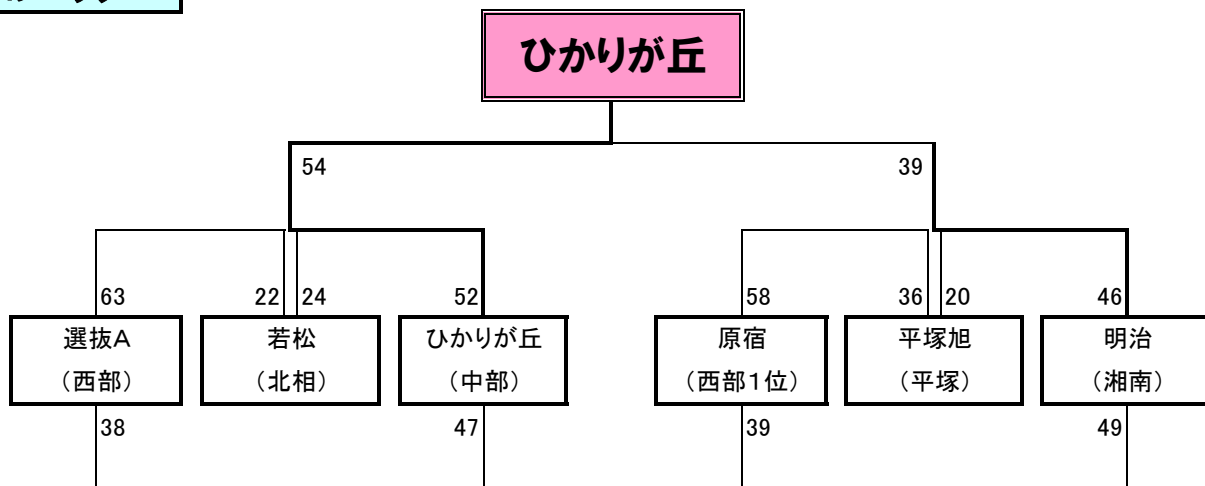 ひかりが丘
54 39
63 22 24 52 58 36 20 46
選抜A 若松 ひかりが丘 原宿 平塚旭 明治
（西部） （北相） （中部） （西部1位） （平塚） （湘南）
38 47 39 49